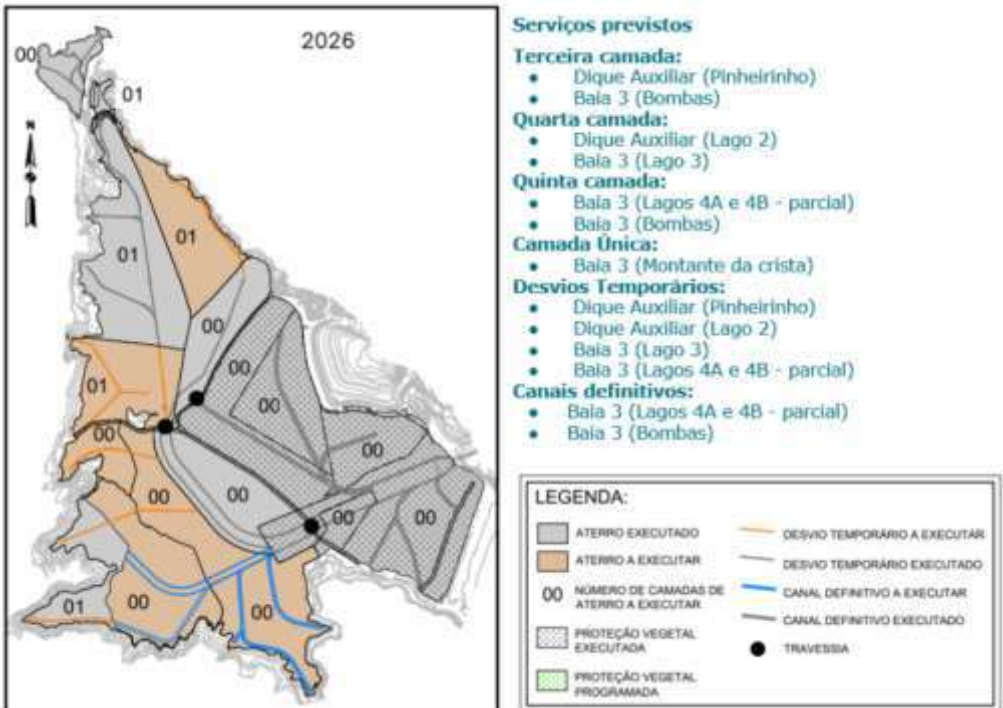 2026
00
01
N
01
01
00
00
01
00
00
00
00
00
00
00
01
00
00
Serviços previstos
Terceira camada:
• Dique Auxiliar (Pinheirinho)
• Baia 3 (Bombas)
Quarta camada:
• Dique Auxiliar (Lago 2)
• Baia 3 (Lago 3)
Quinta camada:
• Baia 3 (Lagos 4A e 4B - parcial)
• Baia 3 (Bombas)
Camada Única:
• Baia 3 (Montante da crista)
Desvios Temporários:
• Dique Auxiliar (Pinheirinho)
• Dique Auxiliar (Lago 2)
• Baia 3 (Lago 3)
• Baia 3 (Lagos 4A e 4B - parcial)
Canais definitivos:
• Baia 3 (Lagos 4A e 4B - parcial)
• Baia 3 (Bombas)
LEGENDA:
ATERRO EXECUTADO
ATERRO A EXECUTAR
00 NÚMERO DE CAMADAS DE
ATERRO A EXECUTAR
PROTEÇÃO VEGETAL
EXECUTADA
PROTEÇÃO VEGETAL
PROGRAMADA
DESVIO TEMPORÁRIO A EXECUTAR
DESVIO TEMPORÁRIO EXECUTADO
CANAL DEFINITIVO A EXECUTAR
CANAL DEFINITIVO EXECUTADO
TRAVESSIA